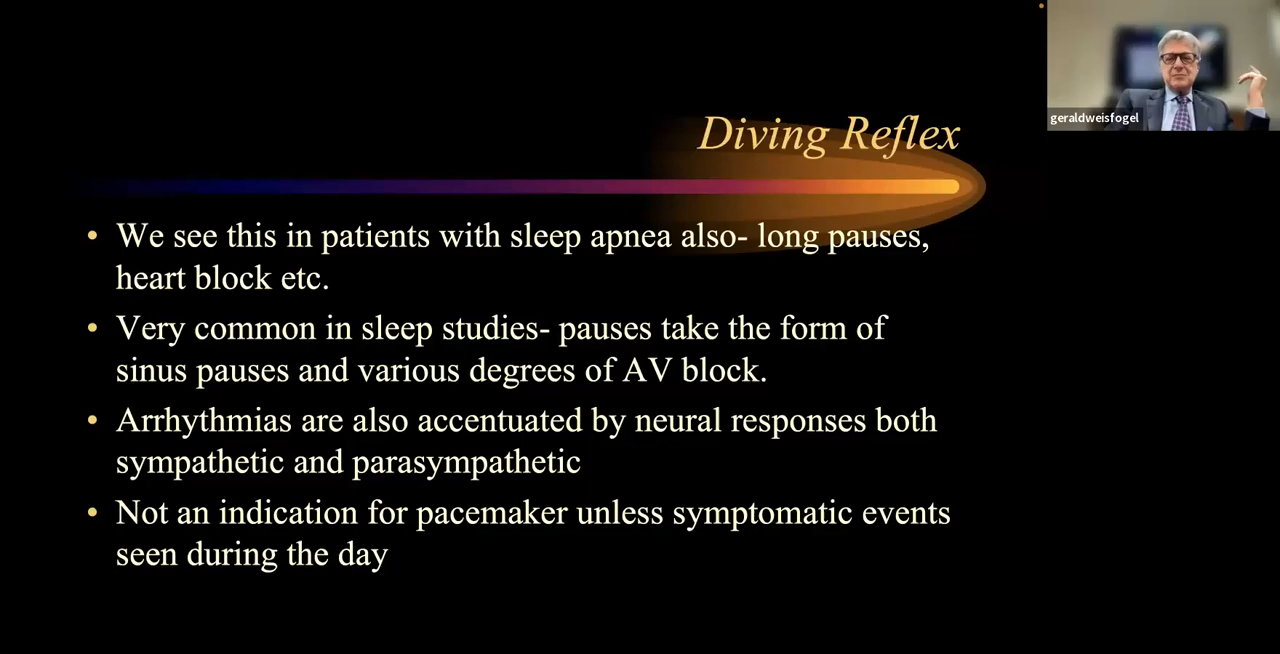 geraldweisfogel
Diving Reflex
• We see this in patients with sleep apnea also- long pauses,
heart block etc.
• Very common in sleep studies- pauses take the form of
sinus pauses and various degrees of AV block.
• Arrhythmias are also accentuated by neural responses both
sympathetic and parasympathetic
• Not an indication for pacemaker unless symptomatic events
seen during the day